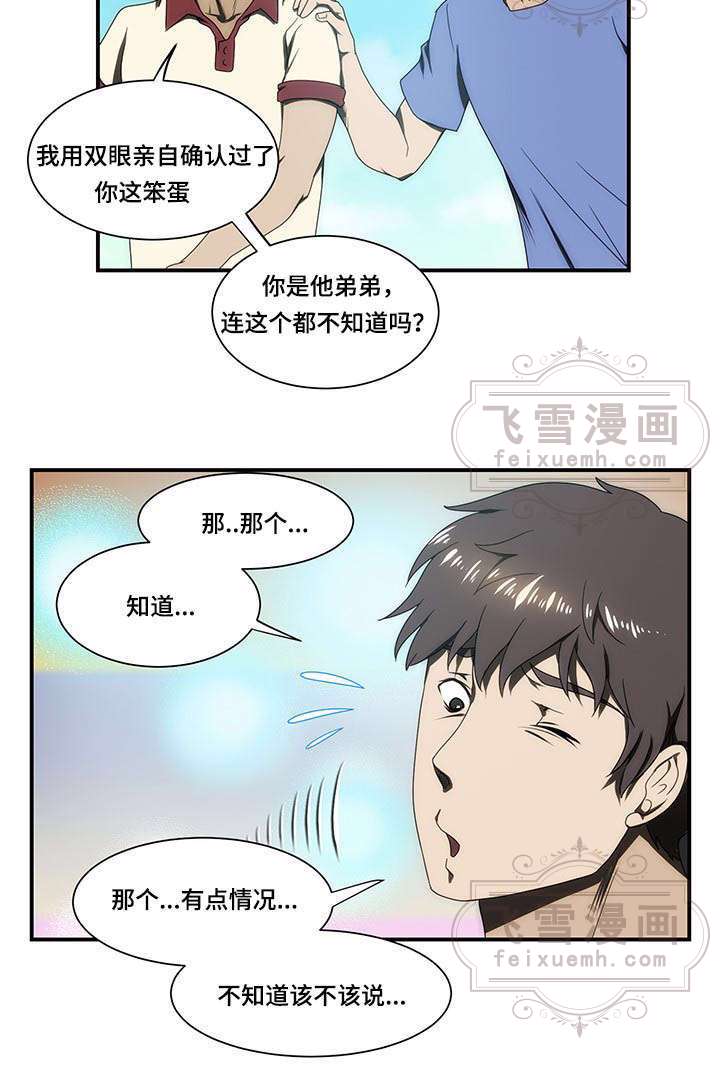 我用双眼亲自确认过了
你这笨蛋
你是他弟弟，
连这个都不知道吗？
飞雪漫画
feixuemh.com
那..那个...
知道...
那个...有点情况...
飞雪漫画
feixuemh.com
不知道该不该说...